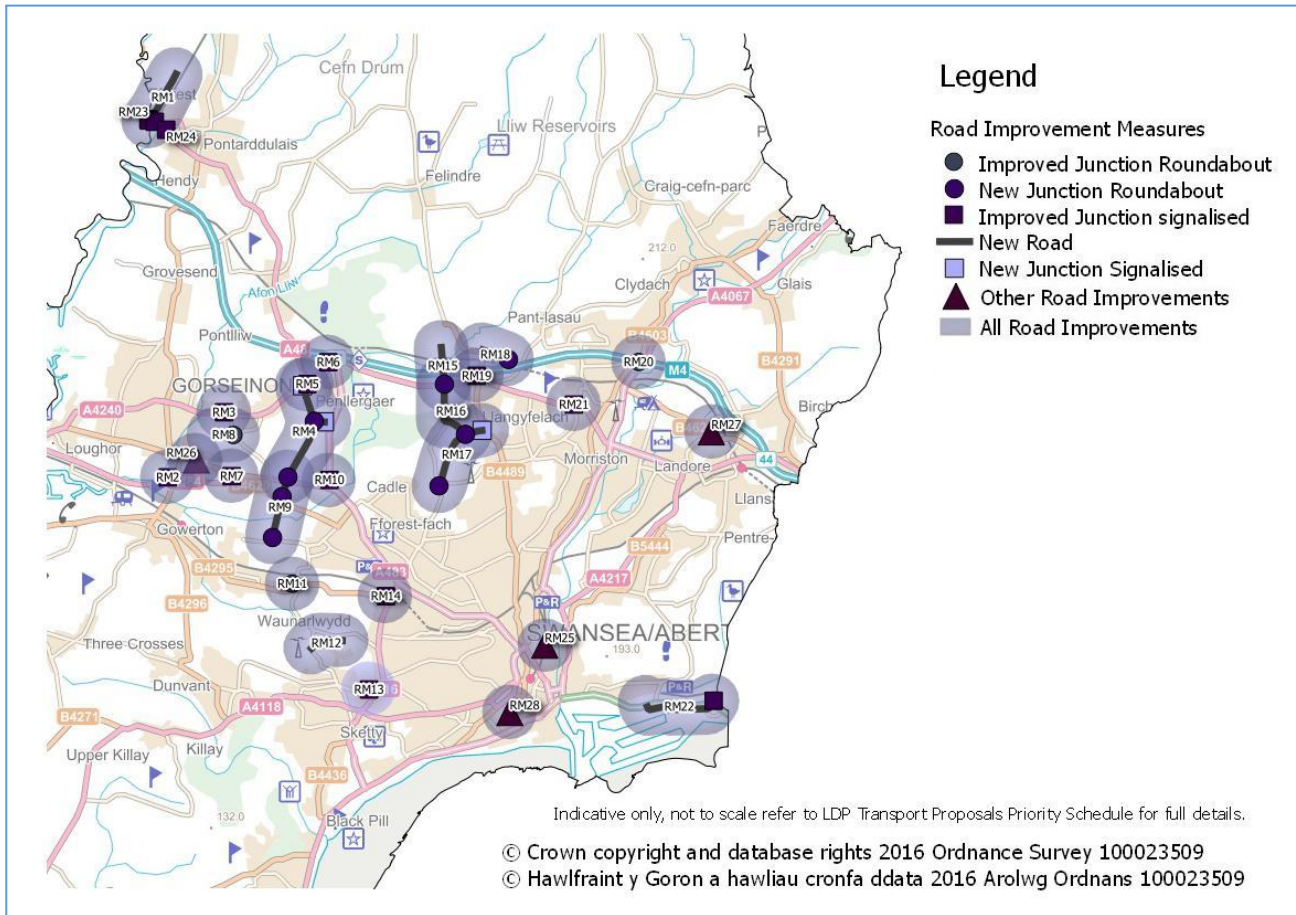 Legend
Road Improvement Measures
Improved Junction Roundabout
New Junction Roundabout
Improved Junction signalised
New Road
New Junction Signalised
Other Road Improvements
All Road Improvements
Cefn Drum
RM1
RM23
RM24
Pontarddulais
Lliw Reservoirs
Hendy
Felindre
Craig-cefn-parc
Faerdre
212.0
Grovesend
Clydach
Glais
Afon
A4067
Pontlliw
Pant-lasau
B4603
A48
S
RM6
RM15
RM18
RM20
M4
B4291
GORSEINON
RM5
RM19
Penllergaer
A4240
RM3
RM16
Llangyfelach
RM21
Birch
RM8
RM4
RM27
Loughor
RM26
RM17
Morriston
Landore
44
RM2
RM7
RM10
Cadle
B4489
Llans
RM9
Gowerton
Fforest-fach
Pentre-
B5444
B4295
P&R
A483
A4217
RM11
B4296
RM14
P&R
Waunarlwydd
SWANSEA/ABERT
RM25
Three Crosses
RM12
193.0
Dunvant
RM13
P&R
A4118
RM28
RM22
B4271
Sketty
Upper Killay
Killay
B4436
132.0
Black Pill
Indicative only, not to scale refer to LDP Transport Proposals Priority Schedule for full details.
© Crown copyright and database rights 2016 Ordnance Survey 100023509
© Hawlfraint y Goron a hawliau cronfa ddata 2016 Arolwg Ordnans 100023509